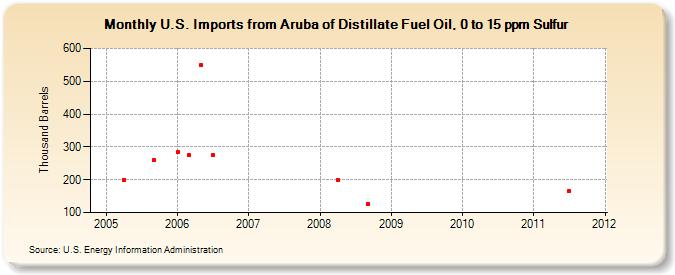 Monthly U.S. Imports from Aruba of Distillate Fuel Oil, 0 to 15 ppm Sulfur
Thousand Barrels
600
500
400
300
200
100
2005 2006 2007 2008 2009 2010 2011 2012
Source: U.S. Energy Information Administration